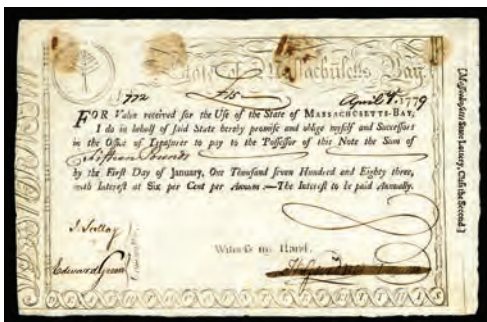 State of Massachusetts Bay.
772 £15 April 1779
FOR Value received for the Use of the State of MASSACHUSETTS-BAY,
I do in behalf of said State hereby promise and oblige myself and Successors
in the Office of Treasurer to pay to the Possessor of this Note the Sum of
Fifteen Pounds
by the First Day of January, One Thousand Seven Hundred and Eighty three,
with Interest at Six per Cent per Annum :—The Interest to be paid Annually.
Witness my Hand.
[Massachusetts State Lottery, Class the Second.]